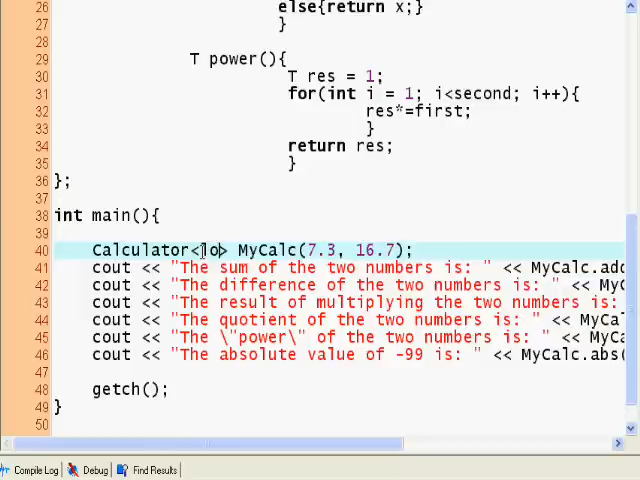 26 else{return x;}
27 }
28
29 T power(){
30 T res = 1;
31 for(int i = 1; i<second; i++){
32 res*=first;
33 }
34 return res;
35 }
36 };
37
38 int main(){
39
40 Calculator<lo> MyCalc(7.3, 16.7);
41 cout << "The sum of the two numbers is: " << MyCalc.add
42 cout << "The difference of the two numbers is: " << MyC
43 cout << "The result of multiplying the two numbers is:
44 cout << "The quotient of the two numbers is: " << MyCal
45 cout << "The \"power\" of the two numbers is: " << MyCa
46 cout << "The absolute value of -99 is: " << MyCalc.abs(
47
48 getch();
49 }
50
Compile Log Debug Find Results